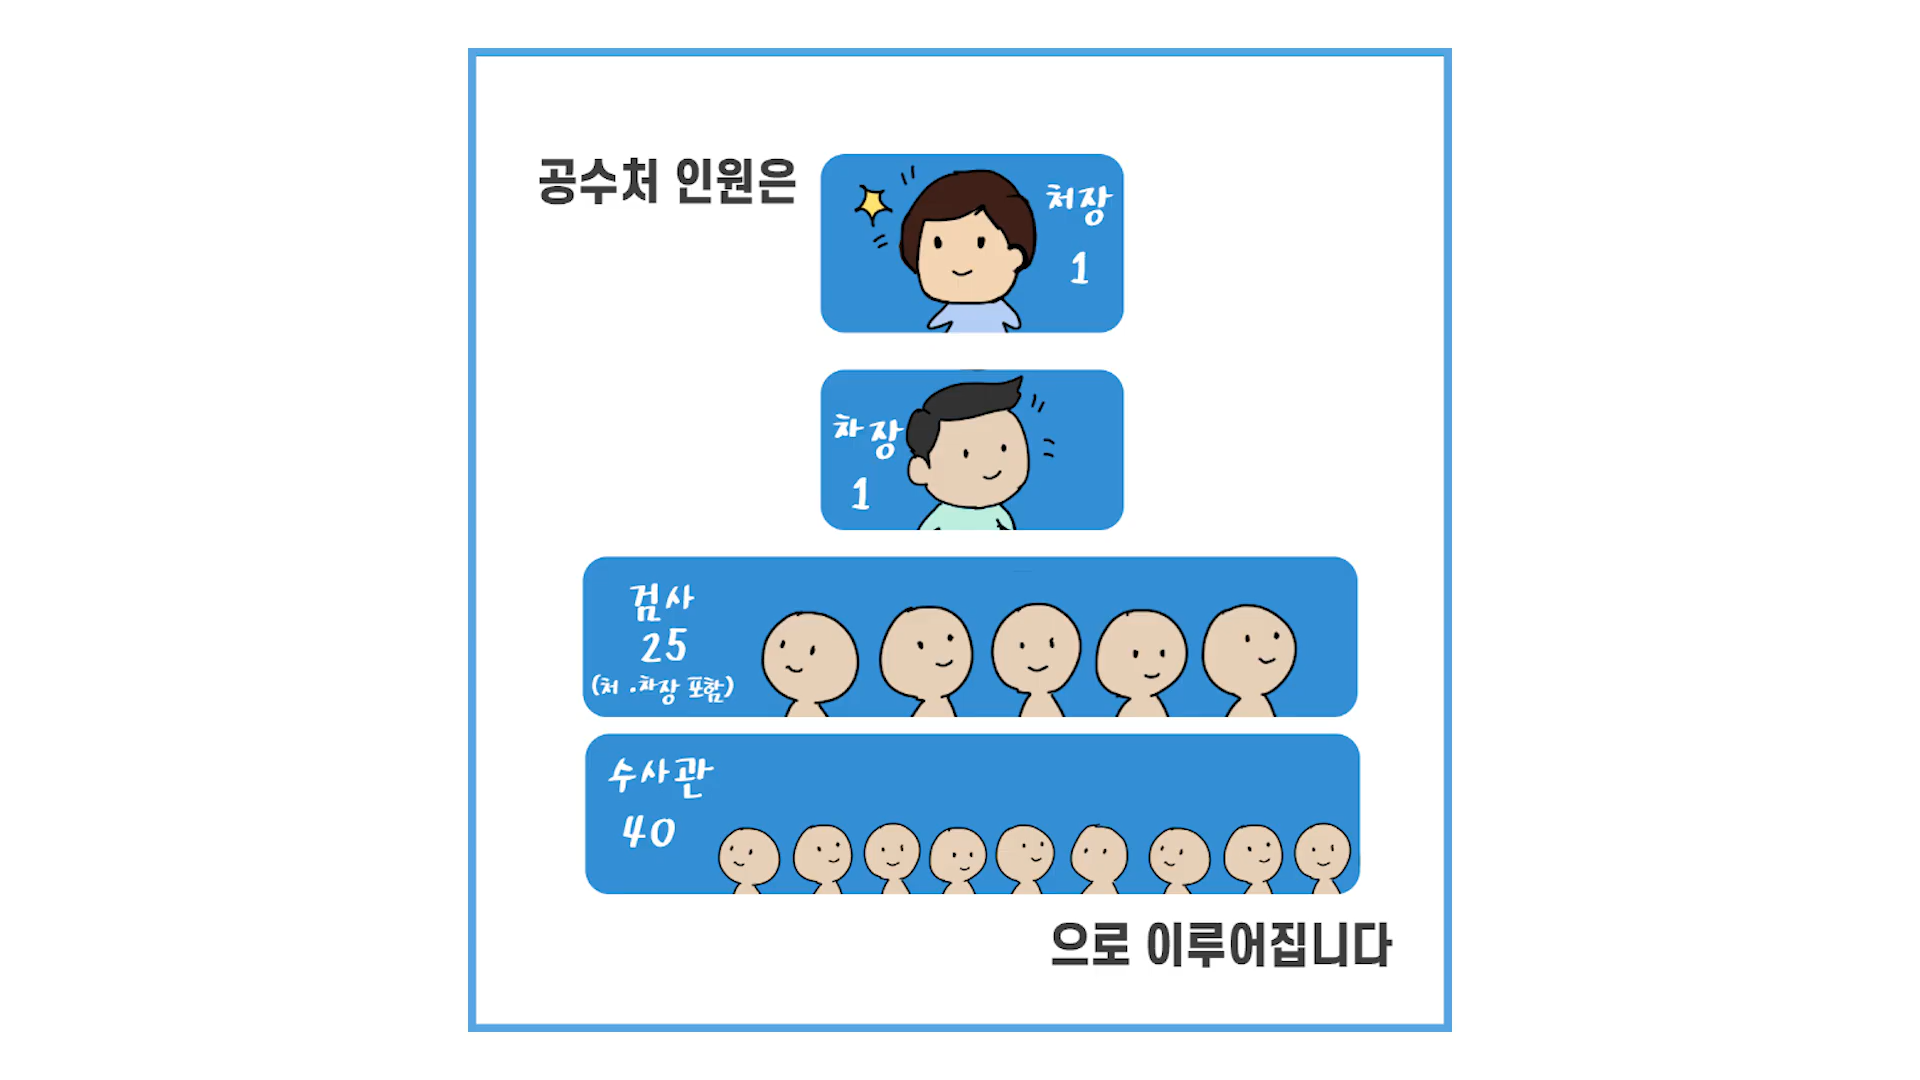 공수처 인원은
처장
1
차장
1
검사
25
(처·차장 포함)
수사관
40
으로 이루어집니다